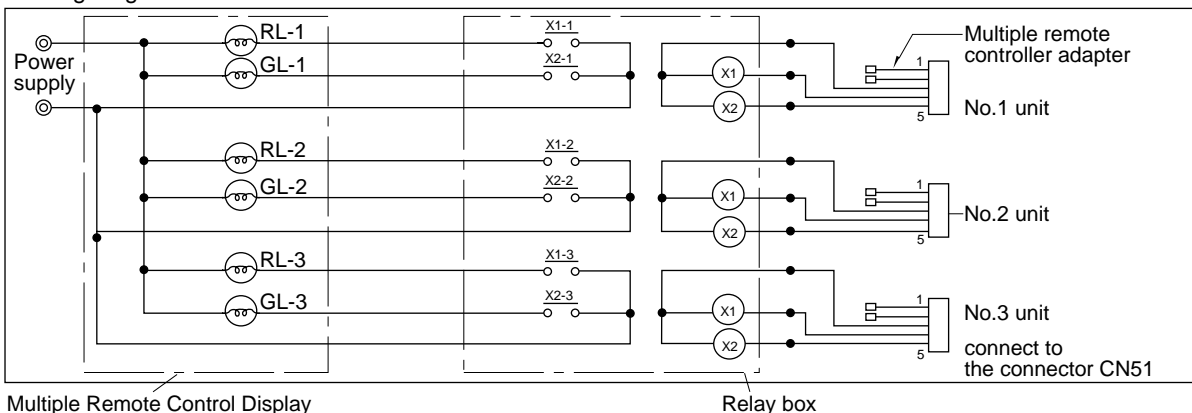 RL-1
X1-1
Power
supply
GL-1
X2-1
X1
X2
1
5
Multiple remote
controller adapter
No.1 unit
RL-2
X1-2
GL-2
X2-2
X1
X2
1
5
No.2 unit
RL-3
X1-3
GL-3
X2-3
X1
X2
1
5
No.3 unit
connect to
the connector CN51
Multiple Remote Control Display
Relay box